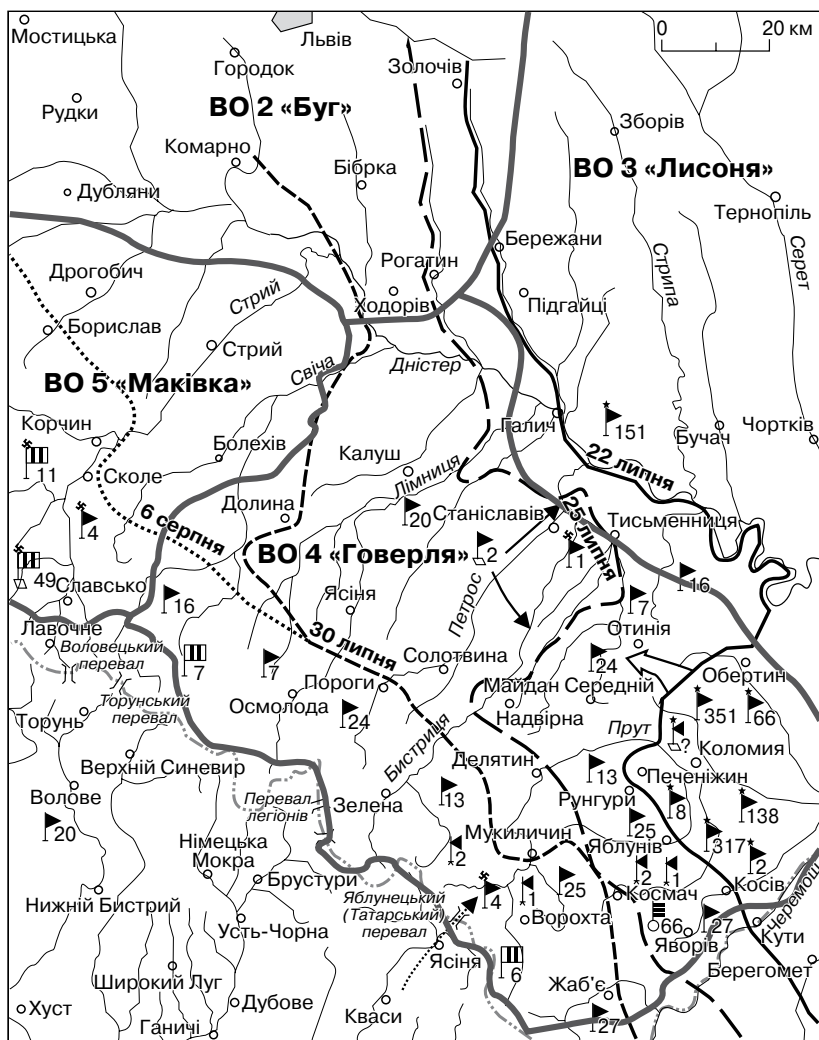 Мостицька
Львів
0 20 км
Городок
Золочів
ВО 2 «Буг»
Рудки
Зборів
Комарно
Бібрка
ВО 3 «Лисоня»
Дубляни
Тернопіль
Бережани
Стрипа
Серет
Рогатин
Дрогобич
Стрий
Ходорів
Підгайці
Борислав
Стрий
Свіча
Дністер
ВО 5 «Маківка»
Галич
151
Корчин
Бучач
Чортків
Болехів
Калуш
22 липня
11
Сколе
Лімниця
Долина
20
Станіславів
25 липня
Тисьменниця
4
6 серпня
ВО 4 «Говерля»
2
1
49
Славсько
16
Ясіня
Петрос
16
7
Лавочне
Воловецький
перевал
30 липня
Отинія
7
7
Солотвина
24
Обертин
Торунський
перевал
Осмолода
Пороги
Майдан Середній
351
66
Торунь
24
Надвірна
Прут
?
Коломия
Верхній Синевир
Бистриця
Делятин
13
Печеніжин
Волове
Перевал
легіонів
Зелена
13
Рунгури
8
138
20
Німецька
Мокра
Мукиличин
25
317
2
Яблунів
2
Брустури
2
1
Косів
Нижній Бистрий
Яблунецький
(Татарський)
перевал
4
1
25
Космач
Черемош
Усть-Чорна
Ворохта
66
27
Яворів
Кути
Ясіня
6
Берегомет
Широкий Луг
Жаб'є
Хуст
Дубове
Кваси
27
Ганичі